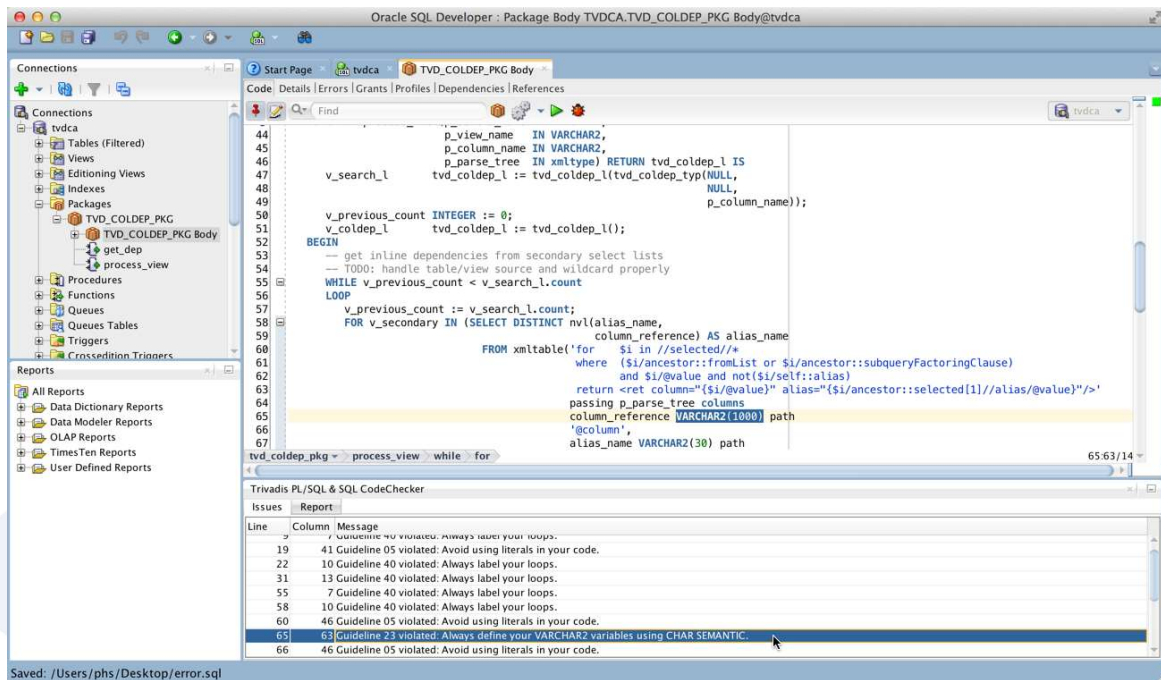 Oracle SQL Developer : Package Body TVDCA.TVD_COLDEP_PKG Body@tvdca
Connections
Connections
tvdca
Tables (Filtered)
Views
Editioning Views
Indexes
Packages
TVD_COLDEP_PKG
TVD_COLDEP_PKG Body
get_dep
process_view
Procedures
Functions
Queues
Queues Tables
Triggers
Crossedition Triggers
Reports
All Reports
Data Dictionary Reports
Data Modeler Reports
OLAP Reports
TimesTen Reports
User Defined Reports
Start Page tvdca TVD_COLDEP_PKG Body
Code Details Errors Grants Profiles Dependencies References
Find tvdca
44 p_view_name IN VARCHAR2,
45 p_column_name IN VARCHAR2,
46 p_parse_tree IN xmltype) RETURN tvd_coldep_l IS
47 v_search_l tvd_coldep_l := tvd_coldep_l(tvd_coldep_typ(NULL,
48 NULL,
49 p_column_name));
50 v_previous_count INTEGER := 0;
51 v_coldep_l tvd_coldep_l := tvd_coldep_l();
52 BEGIN
53 -- get inline dependencies from secondary select lists
54 -- TODO: handle table/view source and wildcard properly
55 WHILE v_previous_count < v_search_l.count
56 LOOP
57 v_previous_count := v_search_l.count;
58 FOR v_secondary IN (SELECT DISTINCT nvl(alias_name,
59 column_reference) AS alias_name
60 FROM xmltable('for $i in //selected//*
61 where ($i/ancestor::fromList or $i/ancestor::subqueryFactoringClause)
62 and $i/@value and not($i/self::alias)
63 return <ret column="{$i/@value}" alias="{$i/ancestor::selected[1]//alias/@value}"/>'
64 passing p_parse_tree columns
65 column_reference VARCHAR2(1000) path
66 '@column',
67 alias_name VARCHAR2(30) path
tvd_coldep_pkg process_view while for 65:63/14
Trivadis PL/SQL & SQL CodeChecker
Issues Report
Line Column Message
9 7 Guideline 40 violated: Always label your loops.
19 41 Guideline 05 violated: Avoid using literals in your code.
22 10 Guideline 40 violated: Always label your loops.
31 13 Guideline 40 violated: Always label your loops.
55 7 Guideline 40 violated: Always label your loops.
58 10 Guideline 40 violated: Always label your loops.
60 46 Guideline 05 violated: Avoid using literals in your code.
65 63 Guideline 23 violated: Always define your VARCHAR2 variables using CHAR SEMANTIC.
66 46 Guideline 05 violated: Avoid using literals in your code.
Saved: /Users/phs/Desktop/error.sql